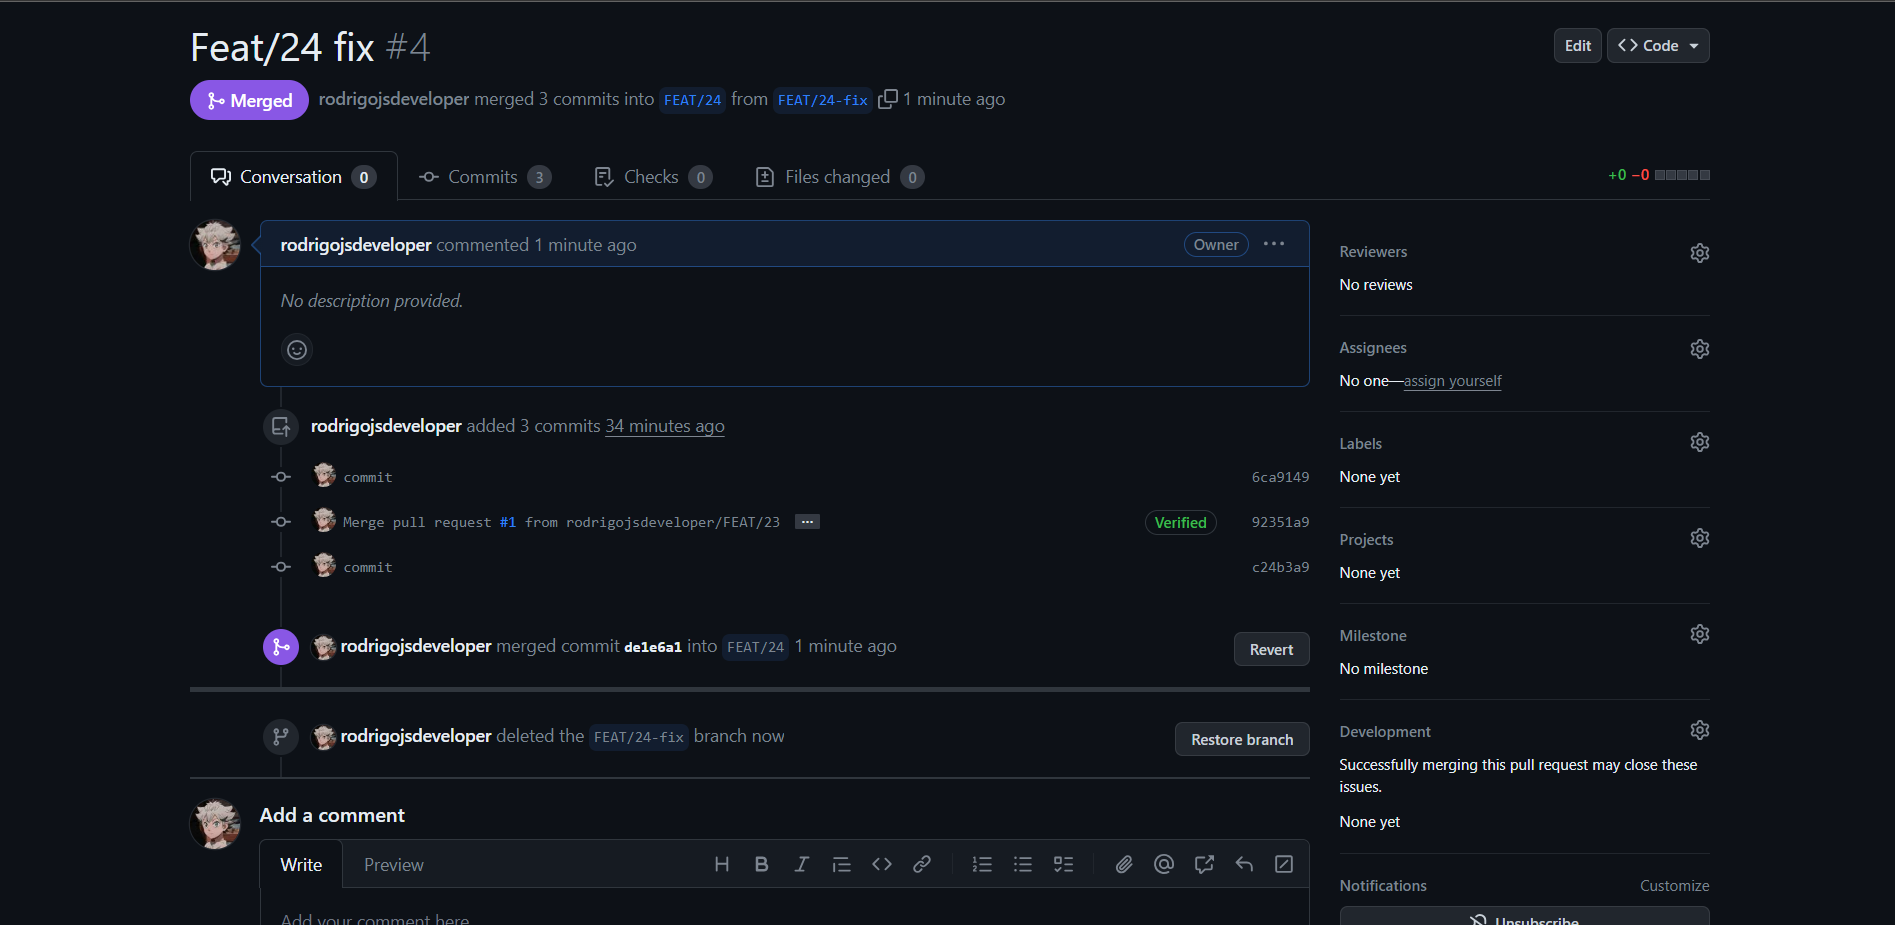 Feat/24 fix #4
Edit
Code
Merged
rodrigojsdeveloper merged 3 commits into FEAT/24 from FEAT/24-fix 1 minute ago
Conversation 0
Commits 3
Checks 0
Files changed 0
+0 −0
rodrigojsdeveloper commented 1 minute ago
Owner
No description provided.
rodrigojsdeveloper added 3 commits 34 minutes ago
commit
6ca9149
Merge pull request #1 from rodrigojsdeveloper/FEAT/23 …
Verified
92351a9
commit
c24b3a9
rodrigojsdeveloper merged commit de1e6a1 into FEAT/24 1 minute ago
Revert
rodrigojsdeveloper deleted the FEAT/24-fix branch now
Restore branch
Add a comment
Write
Preview
Add your comment here
Reviewers
No reviews
Assignees
No one—assign yourself
Labels
None yet
Projects
None yet
Milestone
No milestone
Development
Successfully merging this pull request may close these
issues.
None yet
Notifications
Customize
Unsubscribe